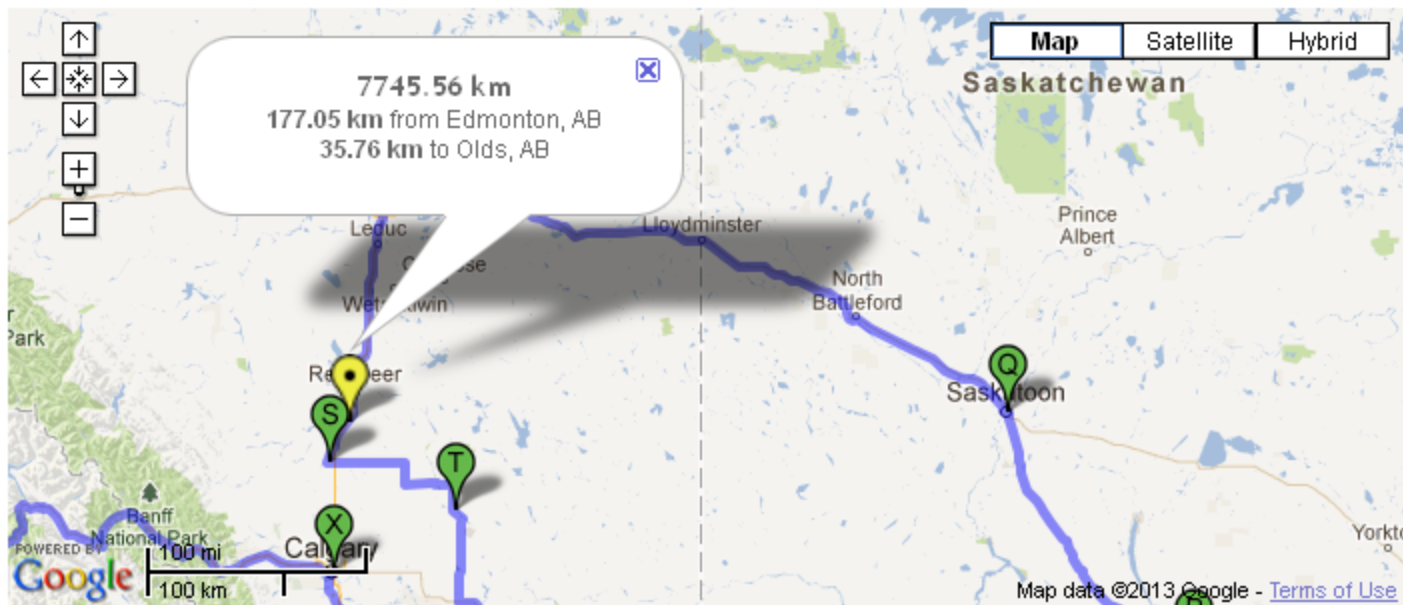 Map
Satellite
Hybrid
Saskatchewan
7745.56 km
177.05 km from Edmonton, AB
35.76 km to Olds, AB
Leduc
Lloydminster
Prince
Albert
North
Battleford
Park
S
Q
T
X
Banff
National Park
Calgary
POWERED BY
Google
100 mi
100 km
Map data ©2013 Google - Terms of Use